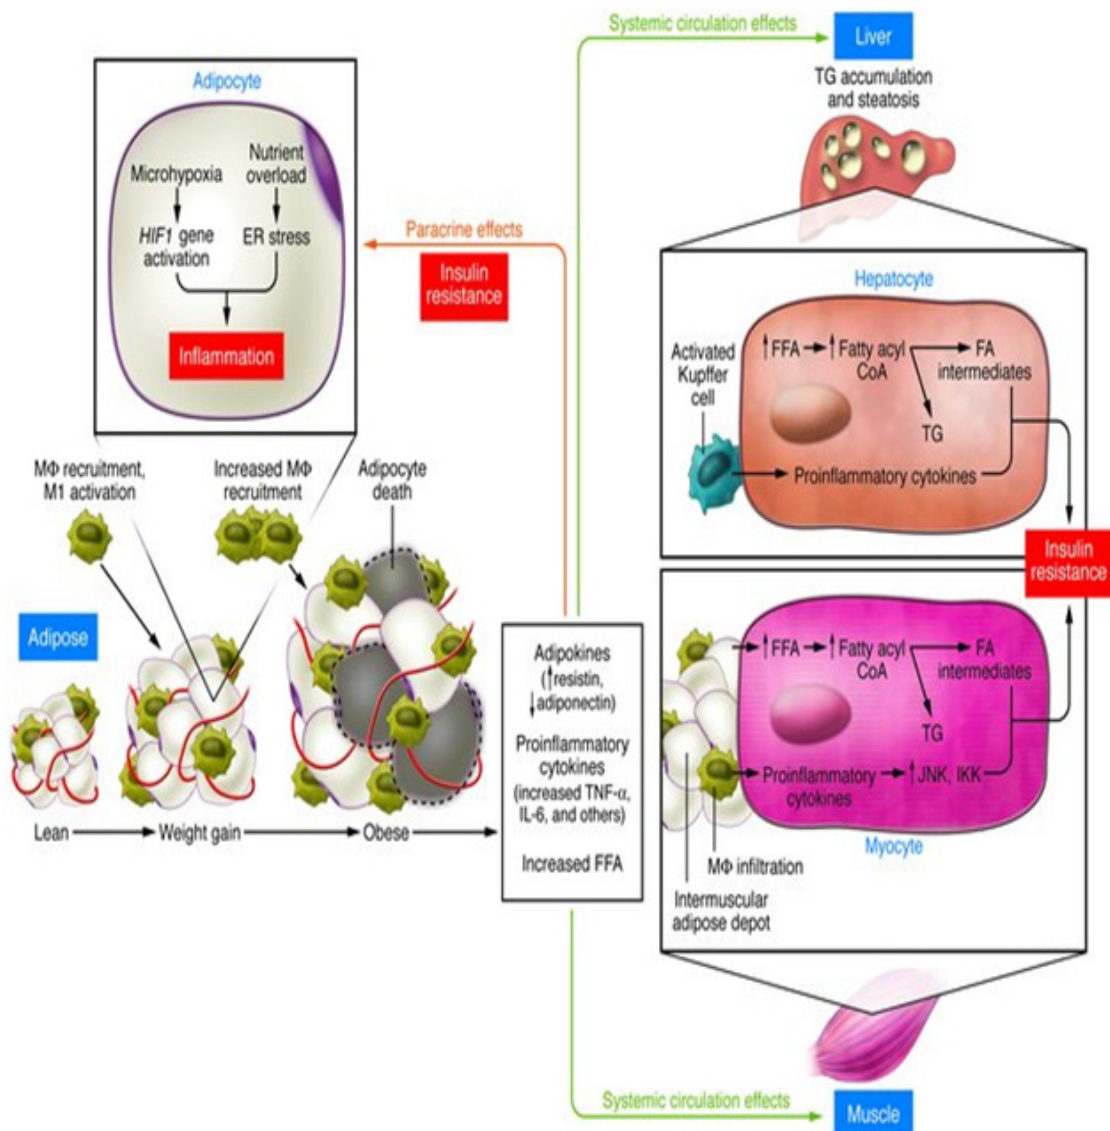 Systemic circulation effects
Liver
TG accumulation
and steatosis
Adipocyte
Microhypoxia
Nutrient
overload
HIF1 gene
activation
ER stress
Inflammation
Paracrine effects
Insulin
resistance
Hepatocyte
Activated
Kupffer
cell
↑FFA → ↑Fatty acyl
CoA
FA
intermediates
TG
Proinflammatory cytokines
Insulin
resistance
MΦ recruitment,
M1 activation
Increased MΦ
recruitment
Adipocyte
death
Adipose
Lean
Weight gain
Obese
Adipokines
(↑resistin,
↓adiponectin)
Proinflammatory
cytokines
(increased TNF-α,
IL-6, and others)
Increased FFA
↑FFA → ↑Fatty acyl
CoA
FA
intermediates
TG
Proinflammatory
cytokines
↑JNK, IKK
Myocyte
MΦ infiltration
Intermuscular
adipose depot
Systemic circulation effects
Muscle